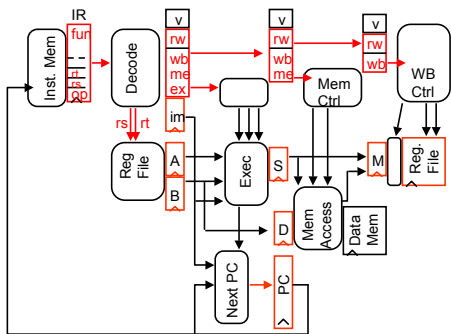 IR
v
v
v
Inst. Mem
fun
rt
rs
op
Decode
rw
wb
me
ex
rw
wb
me
rw
wb
WB
Ctrl
Mem
Ctrl
im
rs
rt
Reg
File
A
B
Exec
S
M
Reg.
File
D
Mem
Access
Data
Mem
Next PC
PC